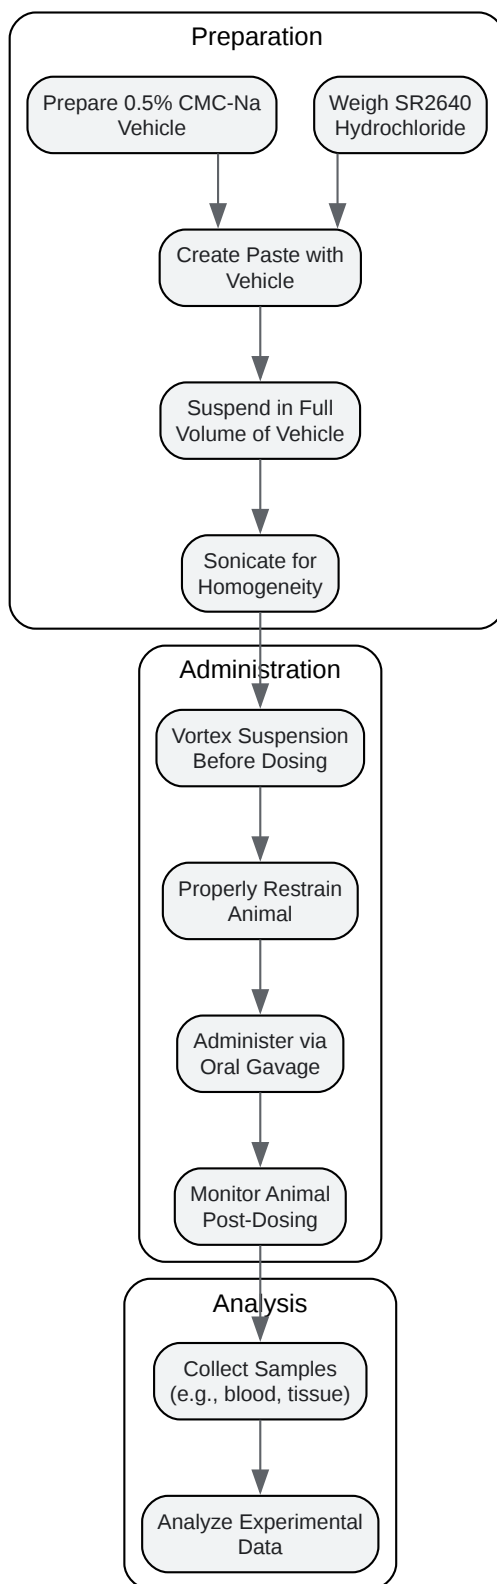 Preparation
Prepare 0.5% CMC-Na
Vehicle
Weigh SR2640
Hydrochloride
Create Paste with
Vehicle
Suspend in Full
Volume of Vehicle
Sonicate for
Homogeneity
Administration
Vortex Suspension
Before Dosing
Properly Restrain
Animal
Administer via
Oral Gavage
Monitor Animal
Post-Dosing
Analysis
Collect Samples
(e.g., blood, tissue)
Analyze Experimental
Data